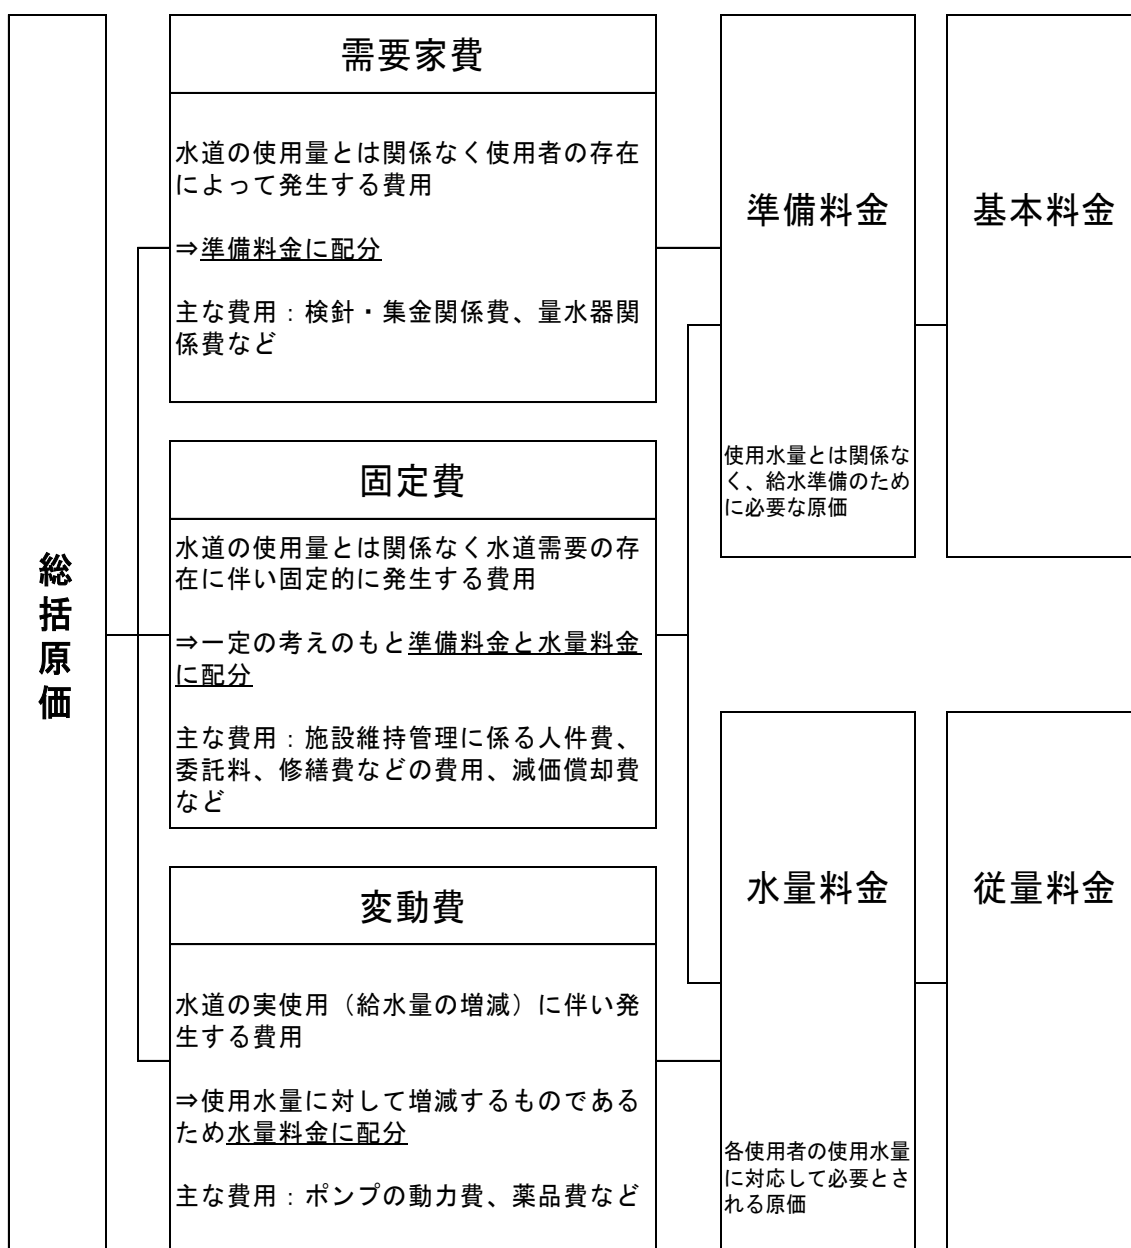 総括原価
需要家費
水道の使用量とは関係なく使用者の存在
によって発生する費用
⇒準備料金に配分
主な費用：検針・集金関係費、量水器関
係費など
固定費
水道の使用量とは関係なく水道需要の存
在に伴い固定的に発生する費用
⇒一定の考えのもと準備料金と水量料金
に配分
主な費用：施設維持管理に係る人件費、
委託料、修繕費などの費用、減価償却費
など
変動費
水道の実使用（給水量の増減）に伴い発
生する費用
⇒使用水量に対して増減するものである
ため水量料金に配分
主な費用：ポンプの動力費、薬品費など
準備料金
使用水量とは関係な
く、給水準備のため
に必要な原価
水量料金
各使用者の使用水量
に対応して必要とさ
れる原価
基本料金
従量料金